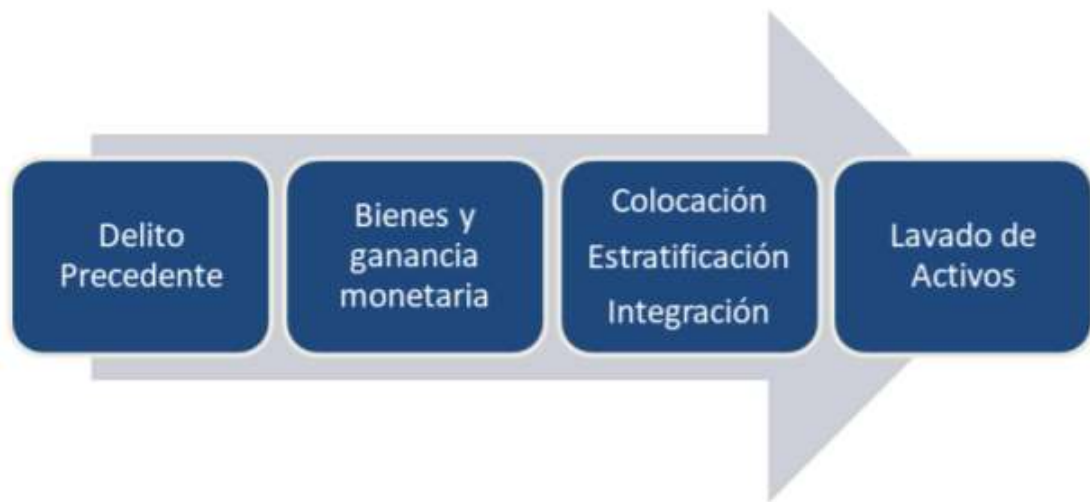 Delito
Precedente
Bienes y
ganancia
monetaria
Colocación
Estratificación
Integración
Lavado de
Activos